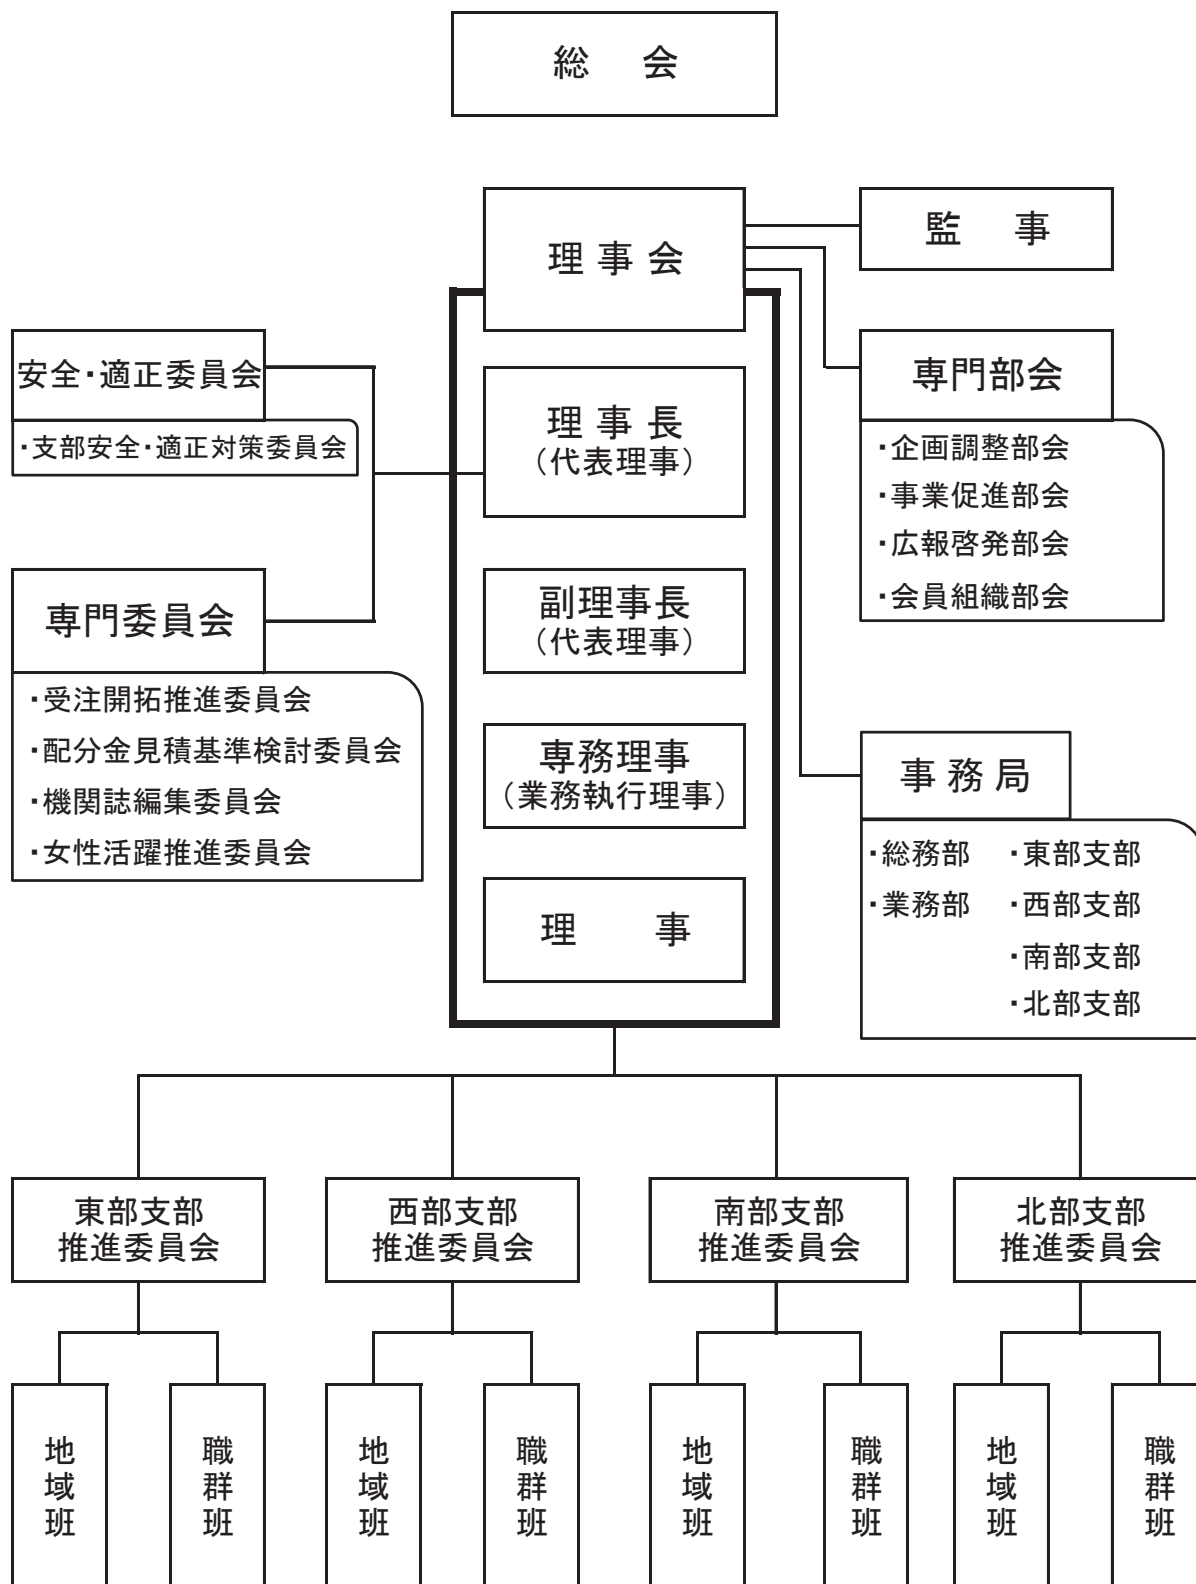 総 会
理事会
監 事
安全・適正委員会
・支部安全・適正対策委員会
理事長
（代表理事）
専門部会
・企画調整部会
・事業促進部会
・広報啓発部会
・会員組織部会
専門委員会
・受注開拓推進委員会
・配分金見積基準検討委員会
・機関誌編集委員会
・女性活躍推進委員会
副理事長
（代表理事）
専務理事
（業務執行理事）
理 事
事務局
・総務部 ・東部支部
・業務部 ・西部支部
・南部支部
・北部支部
東部支部
推進委員会
西部支部
推進委員会
南部支部
推進委員会
北部支部
推進委員会
地域班
職群班
地域班
職群班
地域班
職群班
地域班
職群班